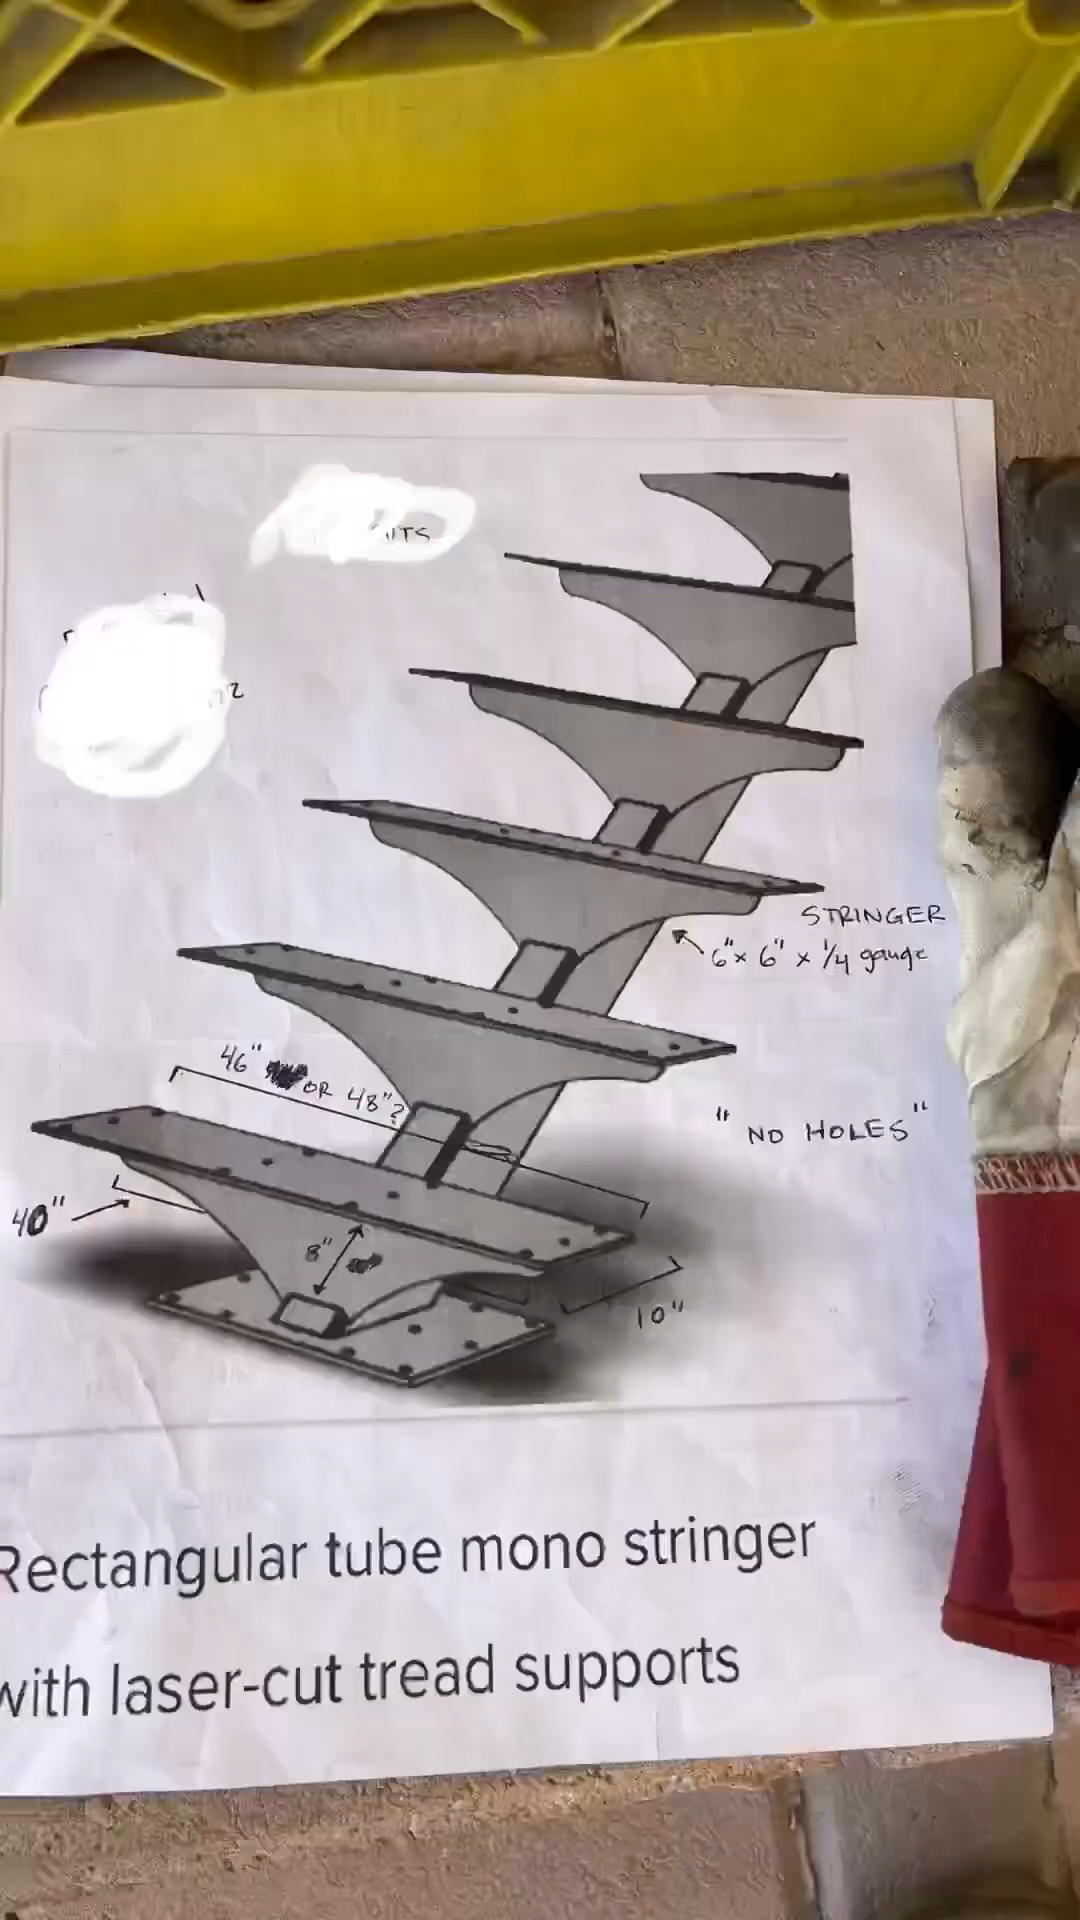 STRINGER
6" x 6" x 1/4 gauge
46" OR 48"?
" NO HOLES "
40"
8"
10"
Rectangular tube mono stringer
with laser-cut tread supports